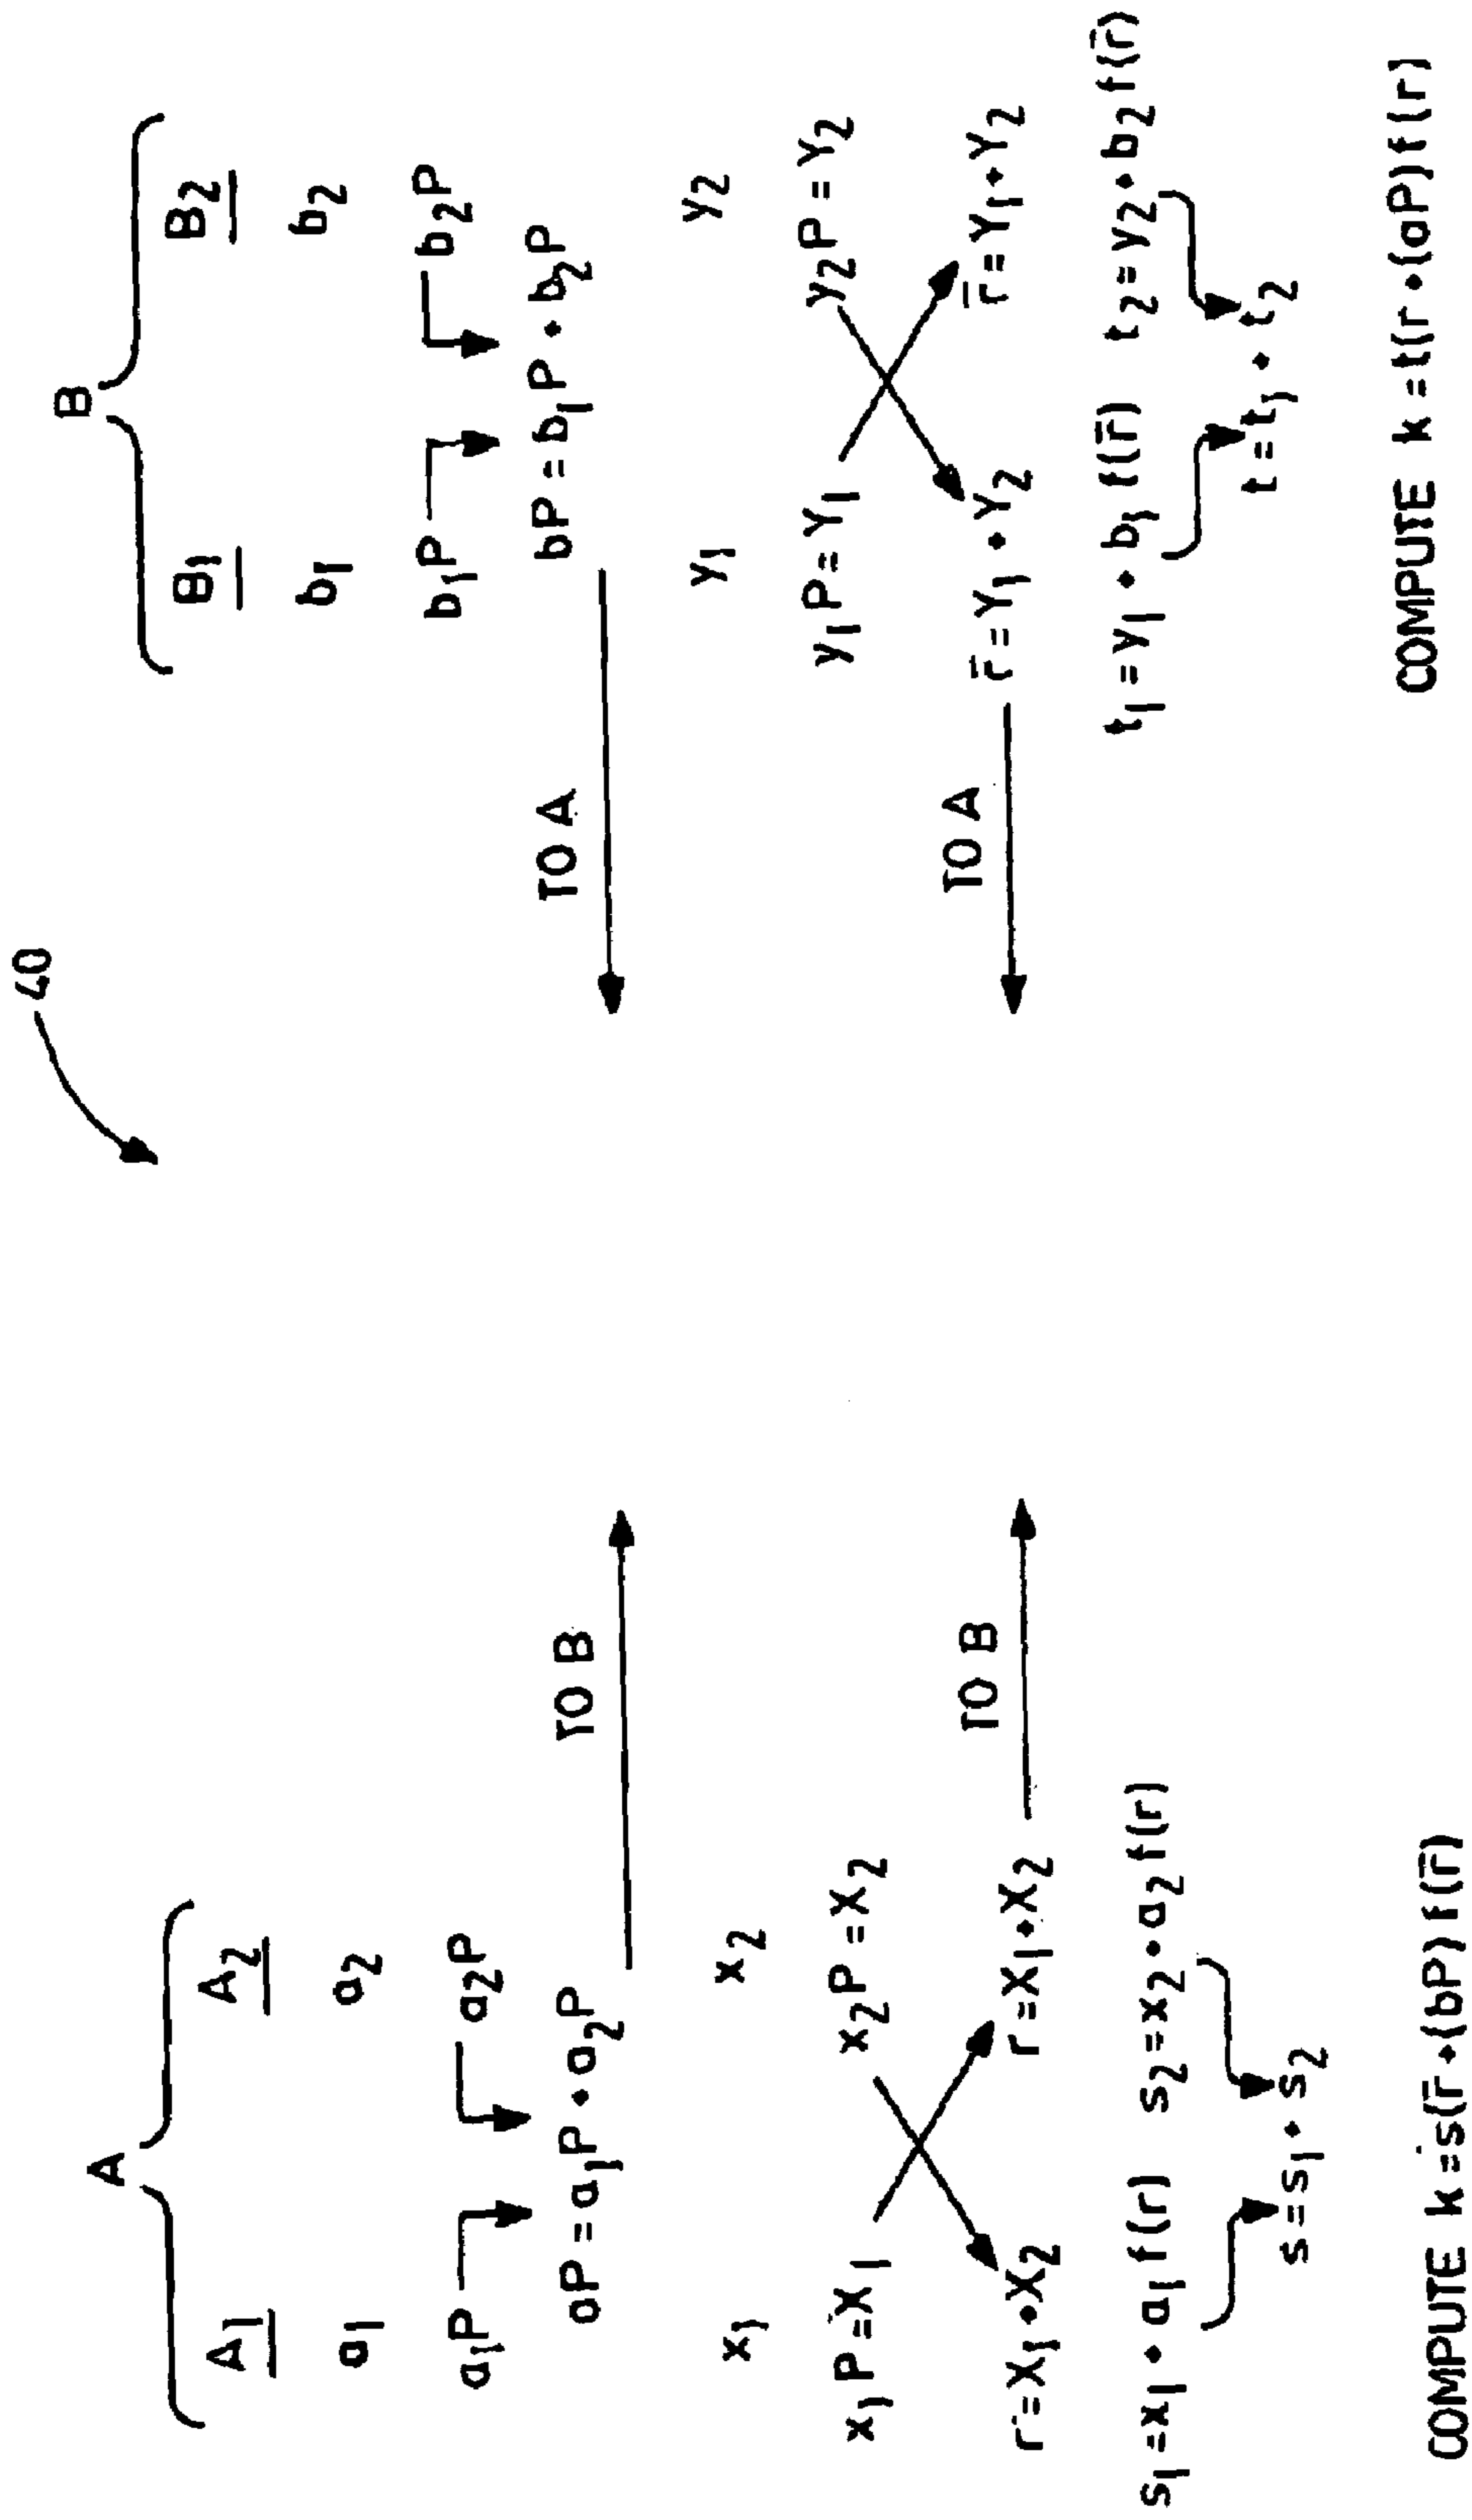 40
A
B
A₁
A₂
B₁
B₂
a₁
a₂
b₁
b₂
a₁P
a₂P
b₁P
b₂P
aP = a₁P • a₂P
TO B
TO A
bP = b₁P • b₂P
x₁
x₂
y₁
y₂
x₁P = X₁
x₂P = X₂
y₁P = Y₁
y₂P = Y₂
r = X₁ • X₂
r = X₁ • X₂
TO B
TO A
r̄ = Y₁ • Y₂
r̄ = Y₁ • Y₂
s₁ = x₁ • a₁ f(r)
s₂ = x₂ • a₂ f(r)
t₁ = y₁ • b₁ f(r̄)
t₂ = y₂ • b₂ f(r̄)
s = s₁ • s₂
t = t₁ • t₂
COMPUTE k = s(r̄ • (bP) f(r̄)
COMPUTE k = t(r • (aP) f(r)